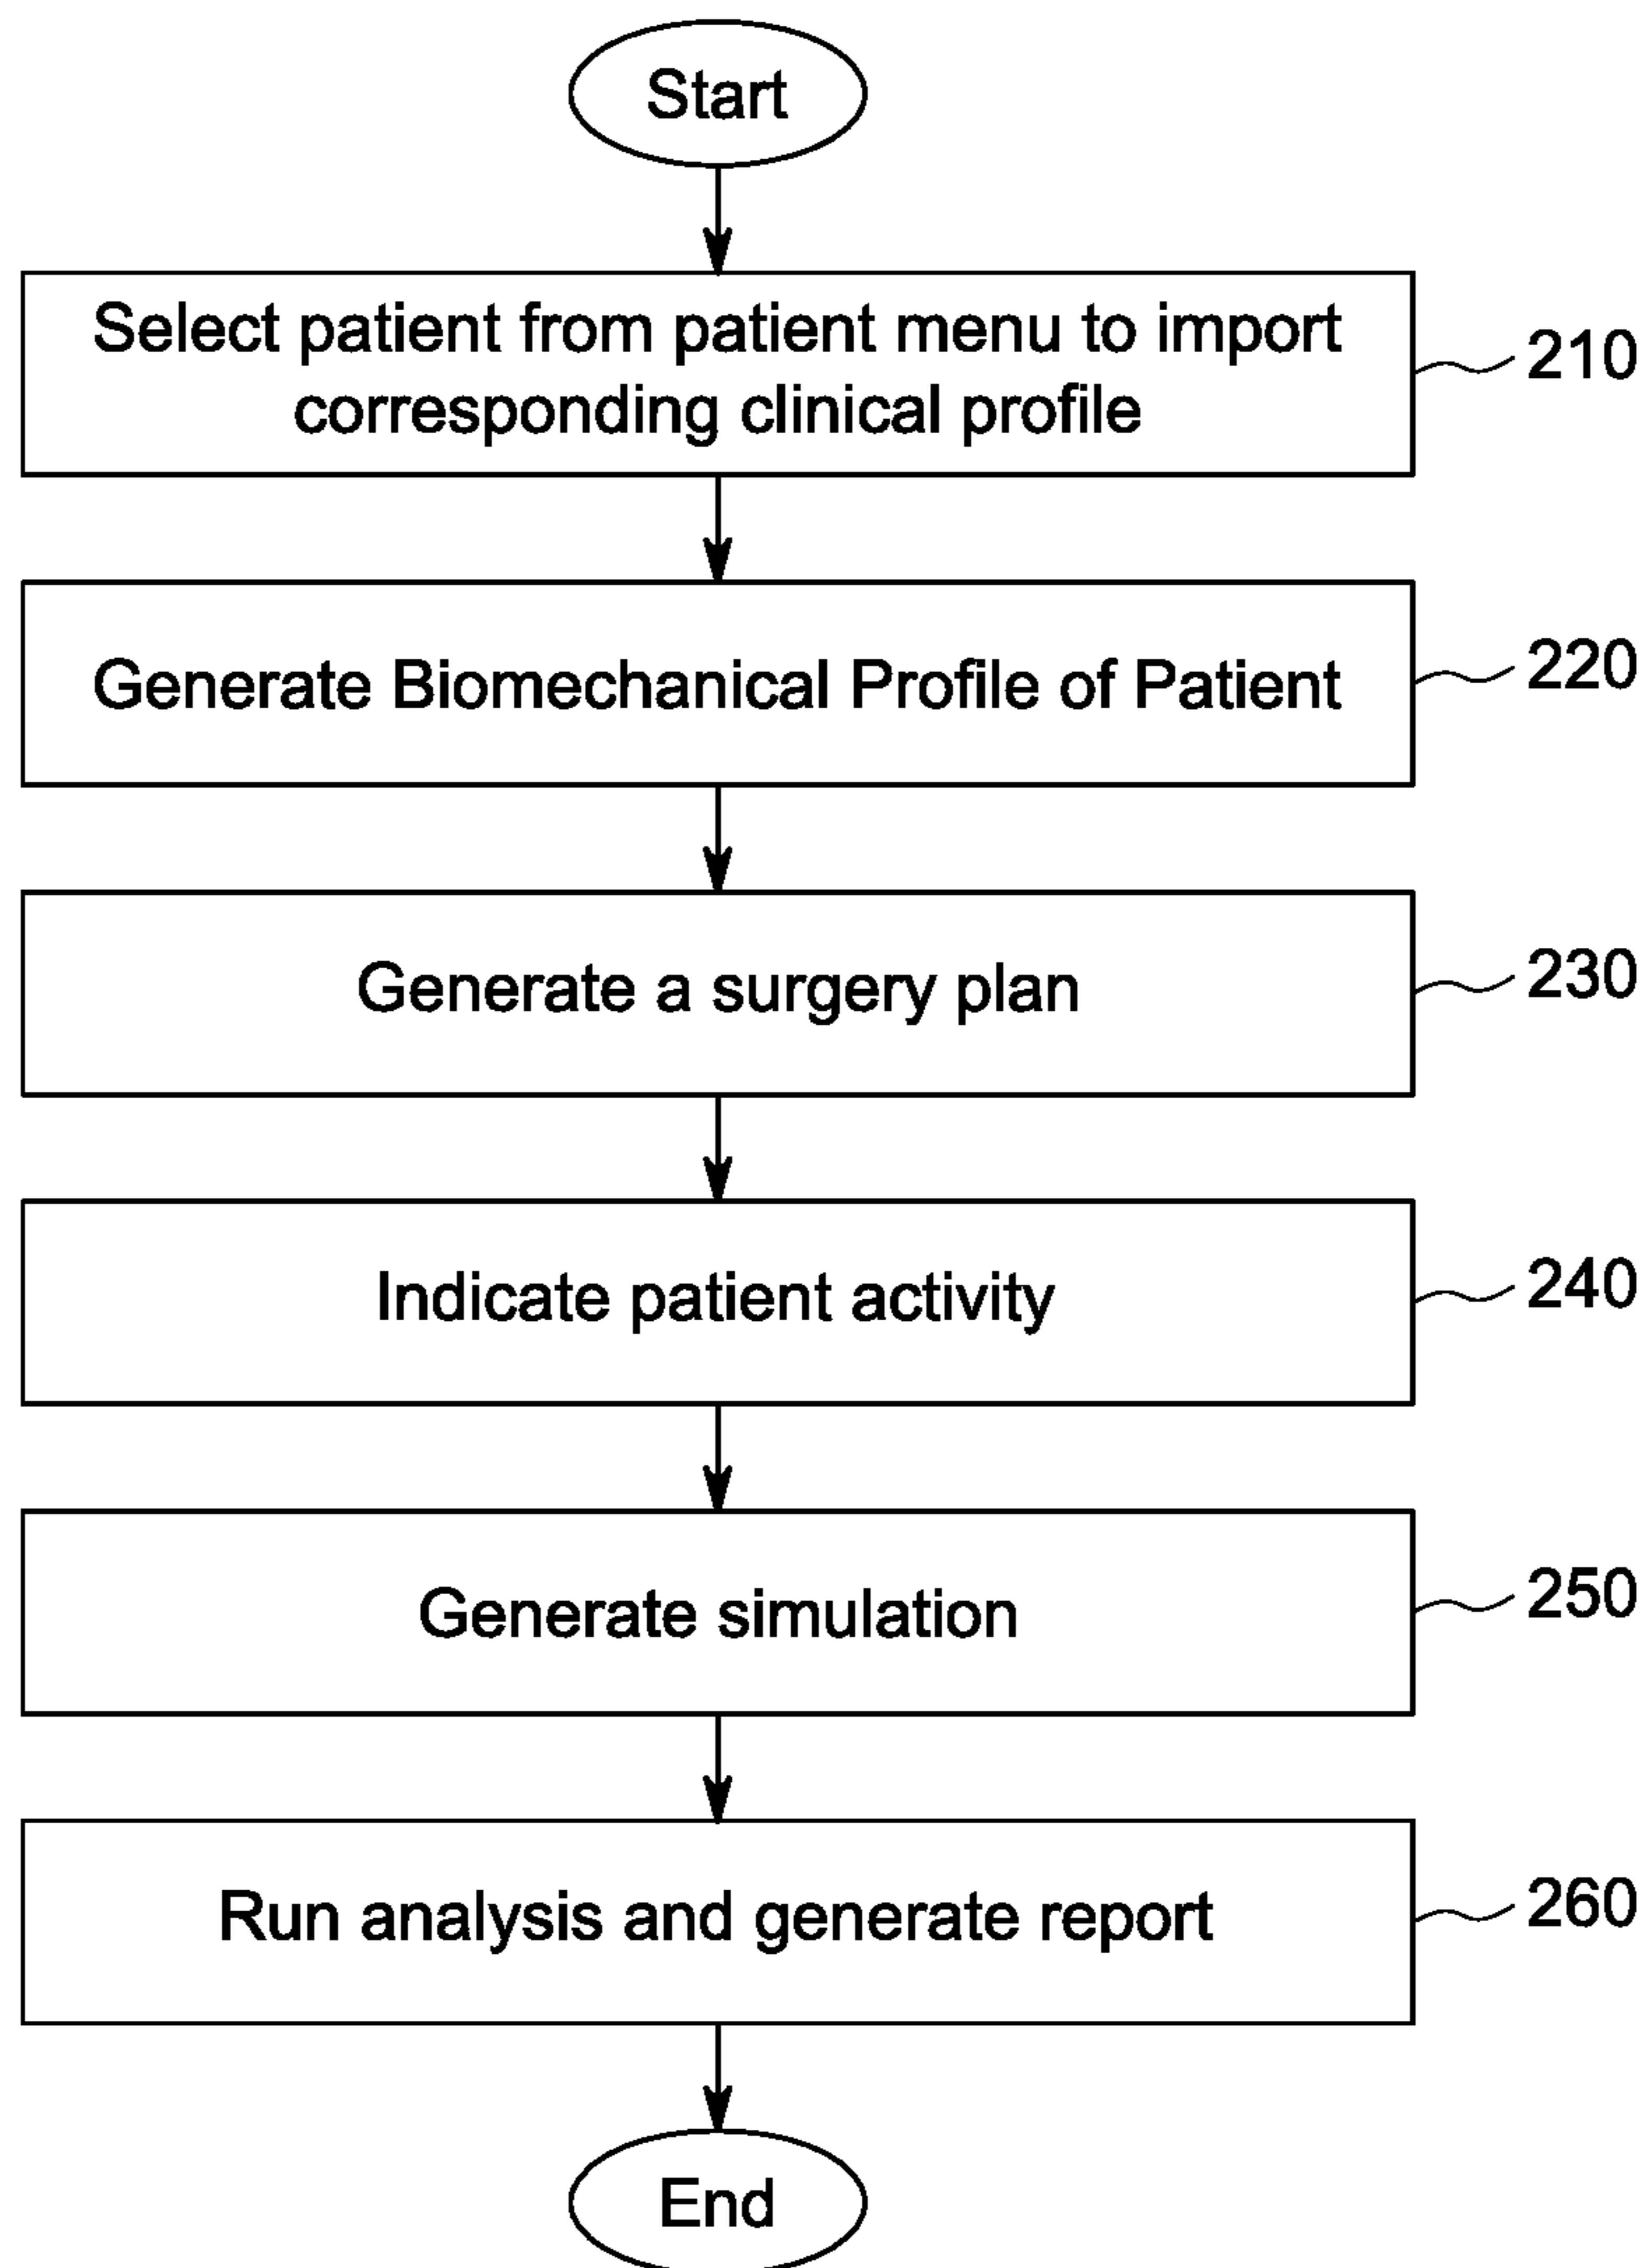 Start
Select patient from patient menu to import
corresponding clinical profile
210
Generate Biomechanical Profile of Patient
220
Generate a surgery plan
230
Indicate patient activity
240
Generate simulation
250
Run analysis and generate report
260
End